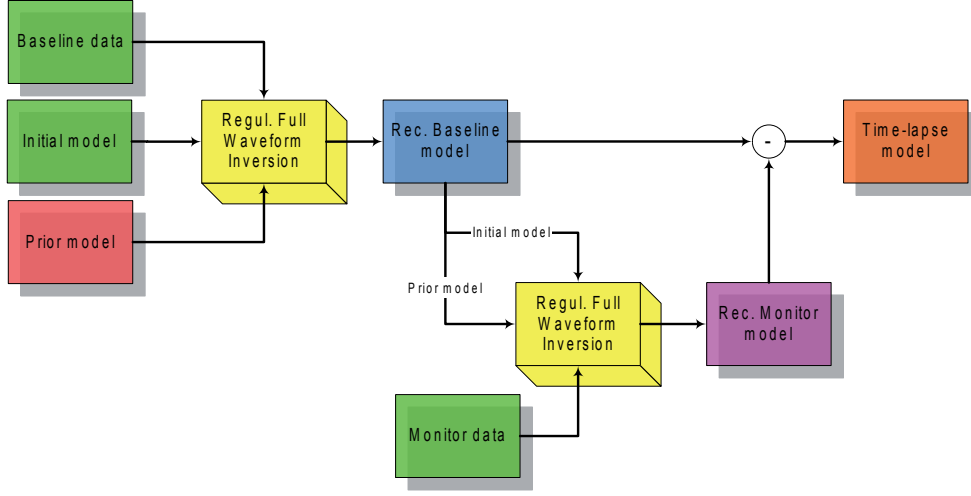 Baseline data
Initial model
Prior model
Regul. Full
Waveform
Inversion
Rec. Baseline
model
-
Time-lapse
model
Initial model
Prior model
Regul. Full
Waveform
Inversion
Rec. Monitor
model
Monitor data